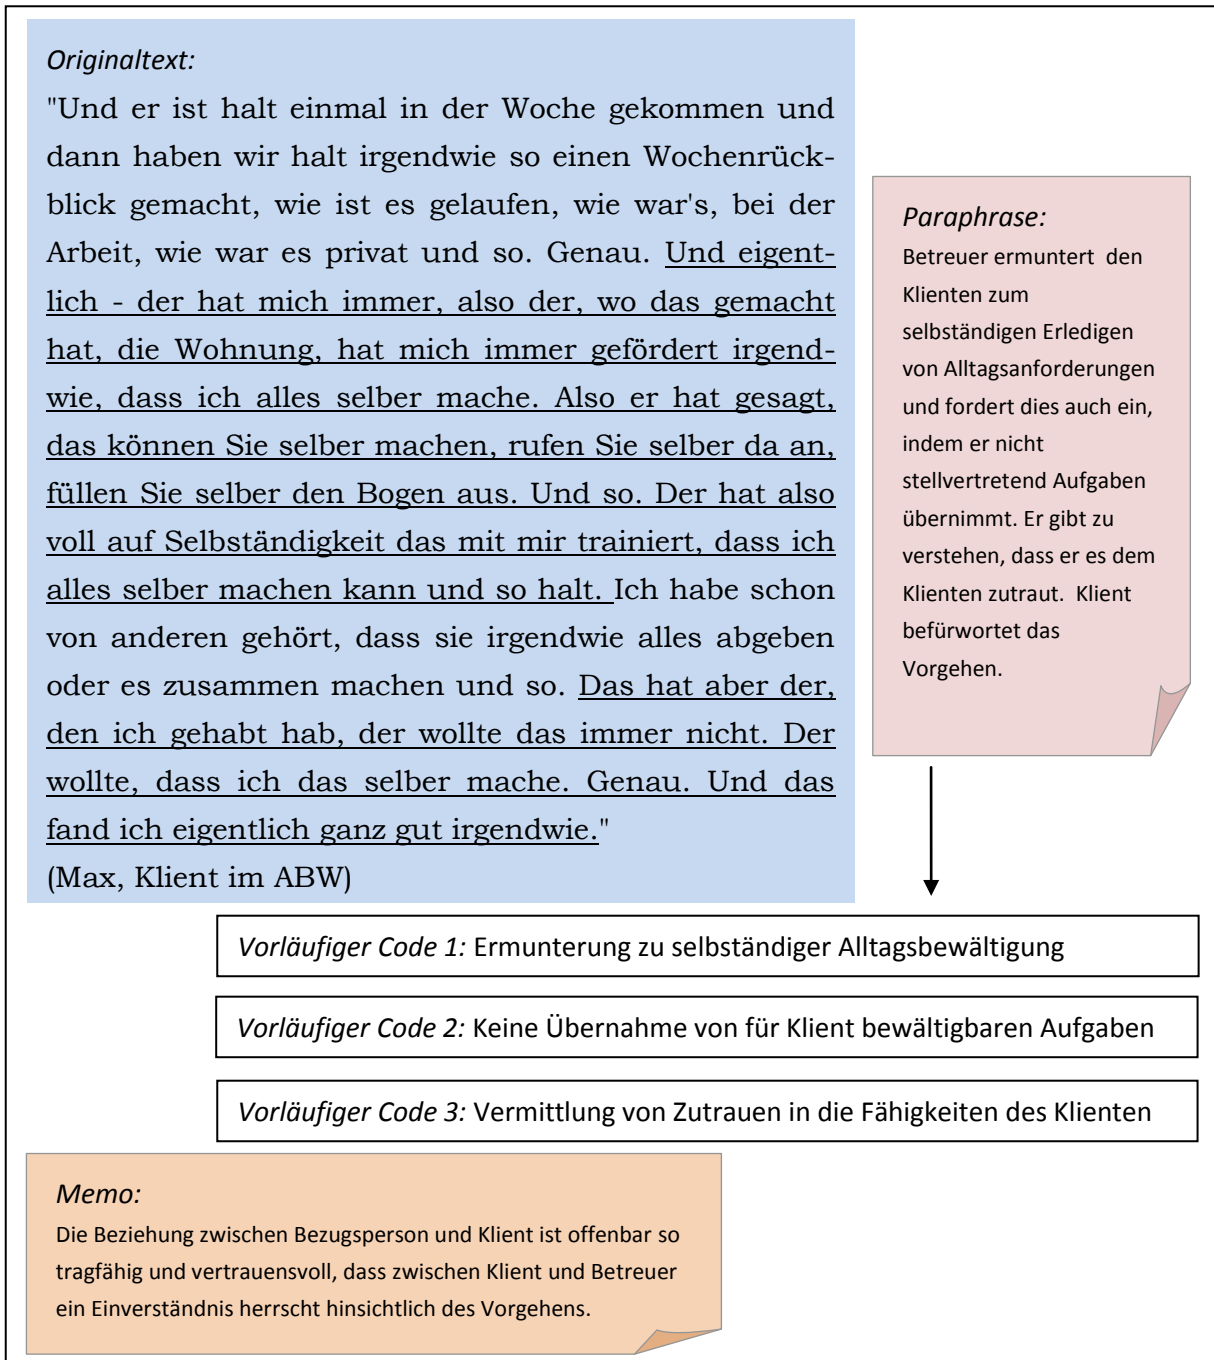 Originaltext:
"Und er ist halt einmal in der Woche gekommen und
dann haben wir halt irgendwie so einen Wochenrück-
blick gemacht, wie ist es gelaufen, wie war's, bei der
Arbeit, wie war es privat und so. Genau. Und eigent-
lich - der hat mich immer, also der, wo das gemacht
hat, die Wohnung, hat mich immer gefördert irgend-
wie, dass ich alles selber mache. Also er hat gesagt,
das können Sie selber machen, rufen Sie selber da an,
füllen Sie selber den Bogen aus. Und so. Der hat also
voll auf Selbständigkeit das mit mir trainiert, dass ich
alles selber machen kann und so halt. Ich habe schon
von anderen gehört, dass sie irgendwie alles abgeben
oder es zusammen machen und so. Das hat aber der,
den ich gehabt hab, der wollte das immer nicht. Der
wollte, dass ich das selber mache. Genau. Und das
fand ich eigentlich ganz gut irgendwie."
(Max, Klient im ABW)
Paraphrase:
Betreuer ermuntert den
Klienten zum
selbständigen Erledigen
von Alltagsanforderungen
und fordert dies auch ein,
indem er nicht
stellvertretend Aufgaben
übernimmt. Er gibt zu
verstehen, dass er es dem
Klienten zutraut. Klient
befürwortet das
Vorgehen.
Vorläufiger Code 1: Ermunterung zu selbständiger Alltagsbewältigung
Vorläufiger Code 2: Keine Übernahme von für Klient bewältigbaren Aufgaben
Vorläufiger Code 3: Vermittlung von Zutrauen in die Fähigkeiten des Klienten
Memo:
Die Beziehung zwischen Bezugsperson und Klient ist offenbar so
tragfähig und vertrauensvoll, dass zwischen Klient und Betreuer
ein Einverständnis herrscht hinsichtlich des Vorgehens.